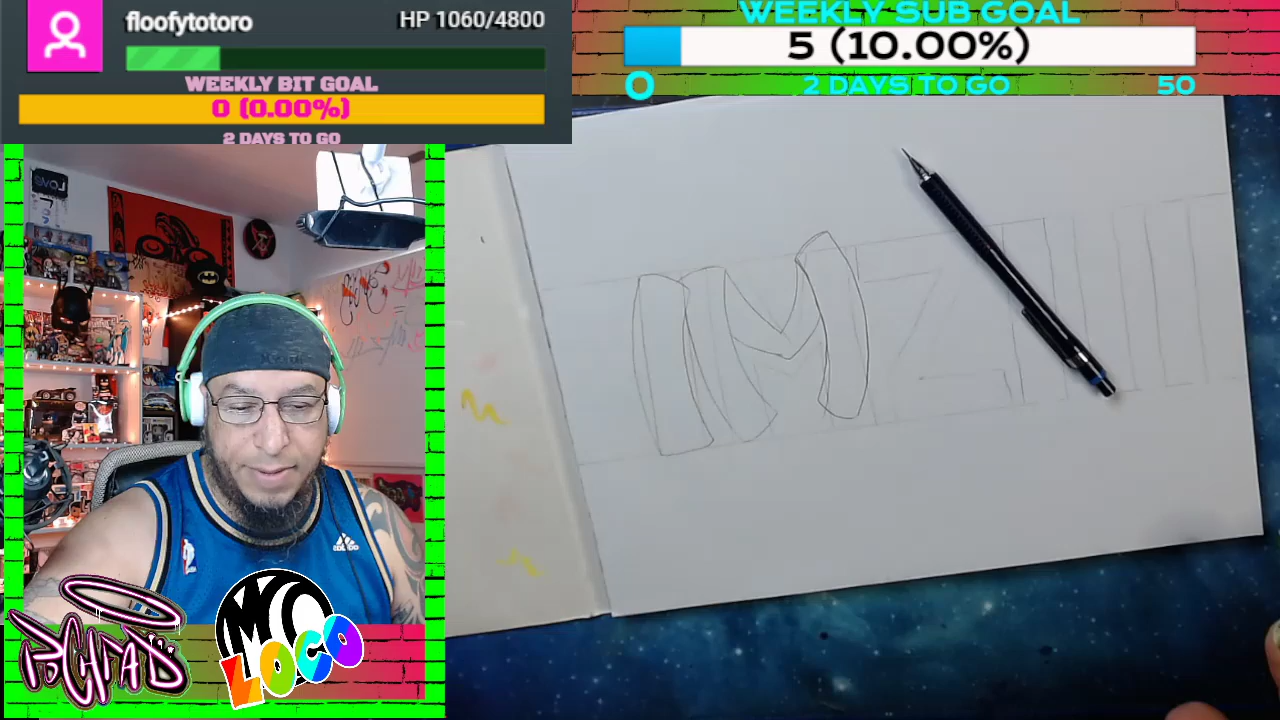 floofytotoro
HP 1060/4800
WEEKLY BIT GOAL
0 (0.00%)
2 DAYS TO GO
WEEKLY SUB GOAL
5 (10.00%)
0
2 DAYS TO GO
50
MC
LOCO